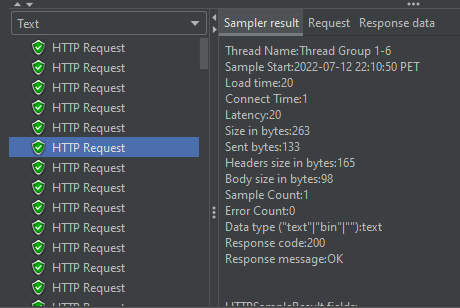 Text
HTTP Request
HTTP Request
HTTP Request
HTTP Request
HTTP Request
HTTP Request
HTTP Request
HTTP Request
HTTP Request
HTTP Request
HTTP Request
HTTP Request
HTTP Request
Sampler result Request Response data
Thread Name:Thread Group 1-6
Sample Start:2022-07-12 22:10:50 PET
Load time:20
Connect Time:1
Latency:20
Size in bytes:263
Sent bytes:133
Headers size in bytes:165
Body size in bytes:98
Sample Count:1
Error Count:0
Data type ("text"|"bin"|""):text
Response code:200
Response message:OK
HTTPSampleResult fields: